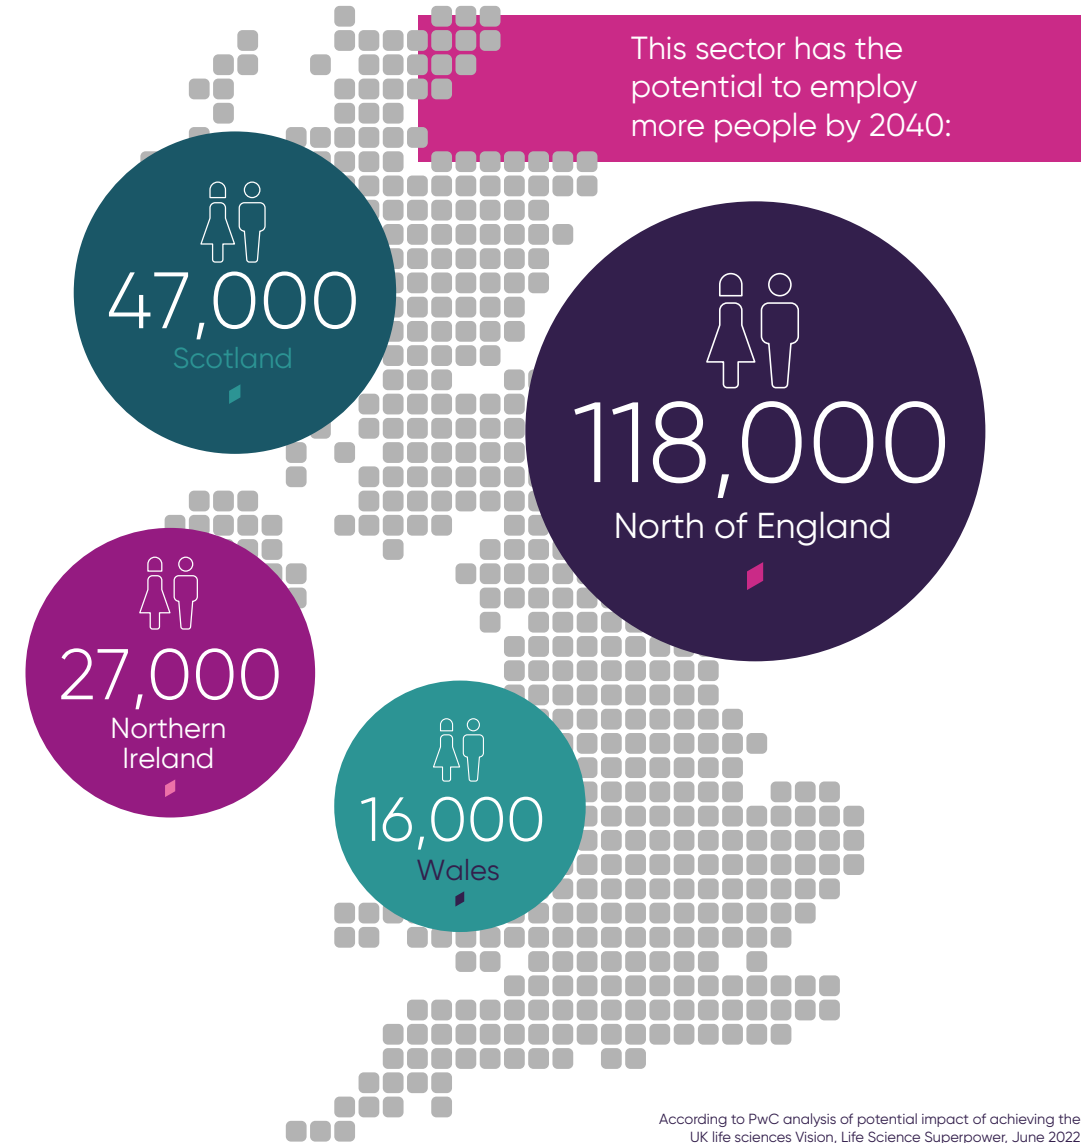 This sector has the
potential to employ
more people by 2040:
47,000
Scotland
118,000
North of England
27,000
Northern
Ireland
16,000
Wales
According to PwC analysis of potential impact of achieving the
UK life sciences Vision, Life Science Superpower, June 2022